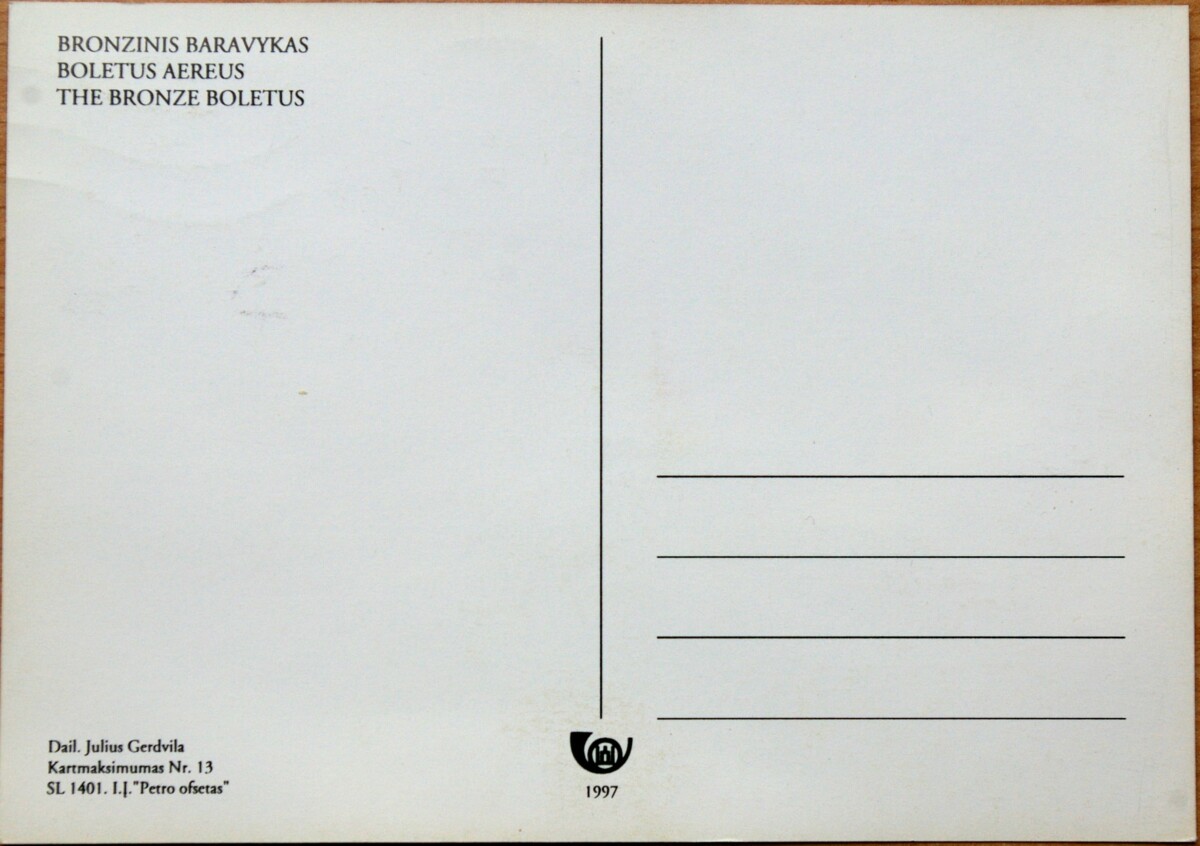 BRONZINIS BARAVYKAS
BOLETUS AEREUS
THE BRONZE BOLETUS
Dail. Julius Gerdvila
Kartmaksimumas Nr. 13
SL 1401. I.Į."Petro ofsetas"
1997